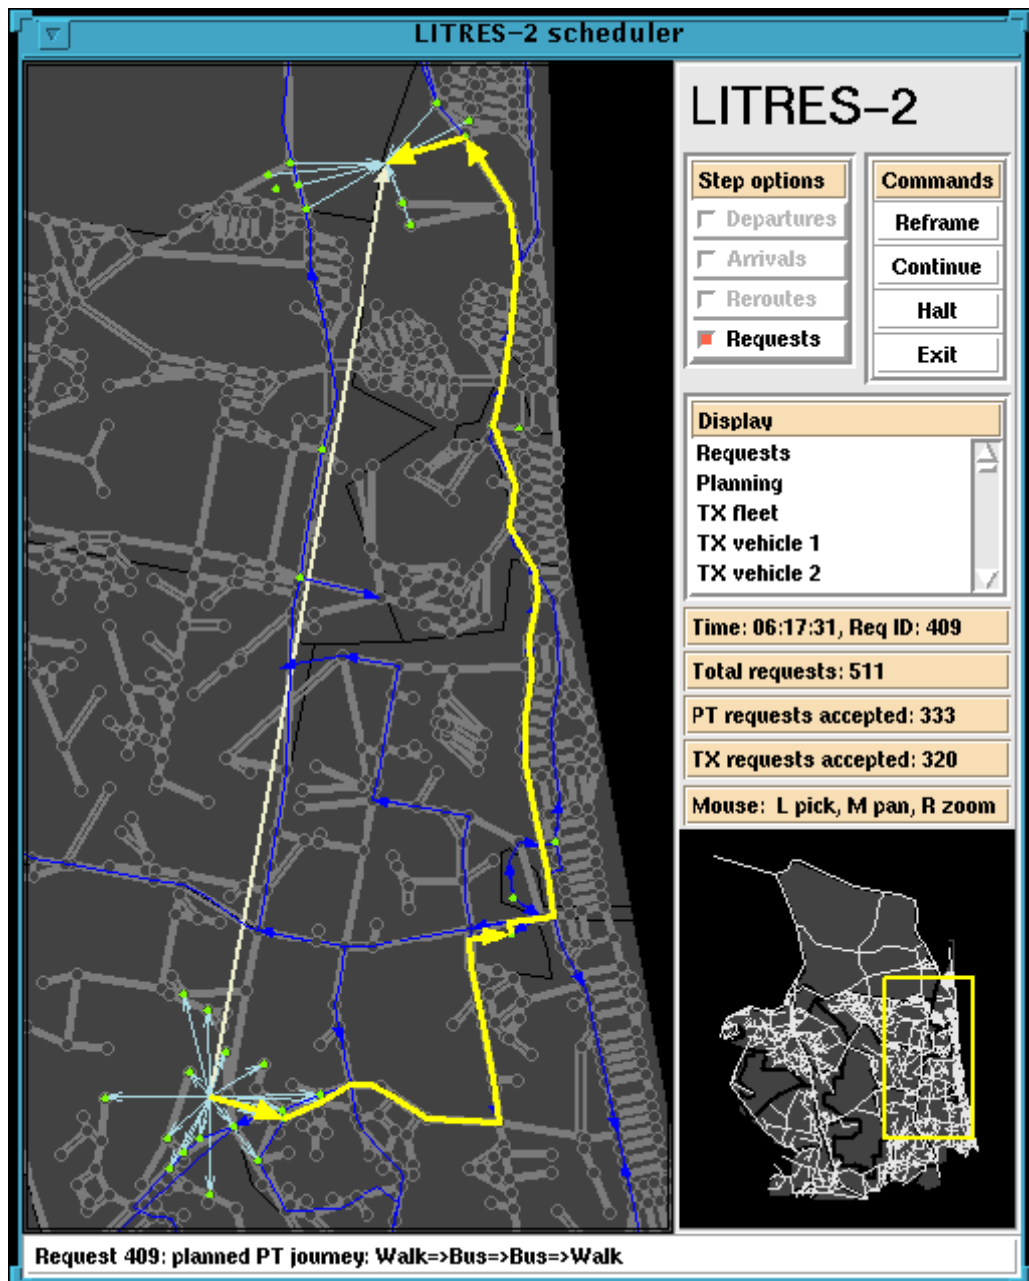 LITRES-2 scheduler
LITRES-2
Step options
Departures
Arrivals
Reroutes
Requests
Commands
Reframe
Continue
Halt
Exit
Display
Requests
Planning
TX fleet
TX vehicle 1
TX vehicle 2
Time: 06:17:31, Req ID: 409
Total requests: 511
PT requests accepted: 333
TX requests accepted: 320
Mouse: L pick, M pan, R zoom
Request 409: planned PT journey: Walk=>Bus=>Bus=>Walk